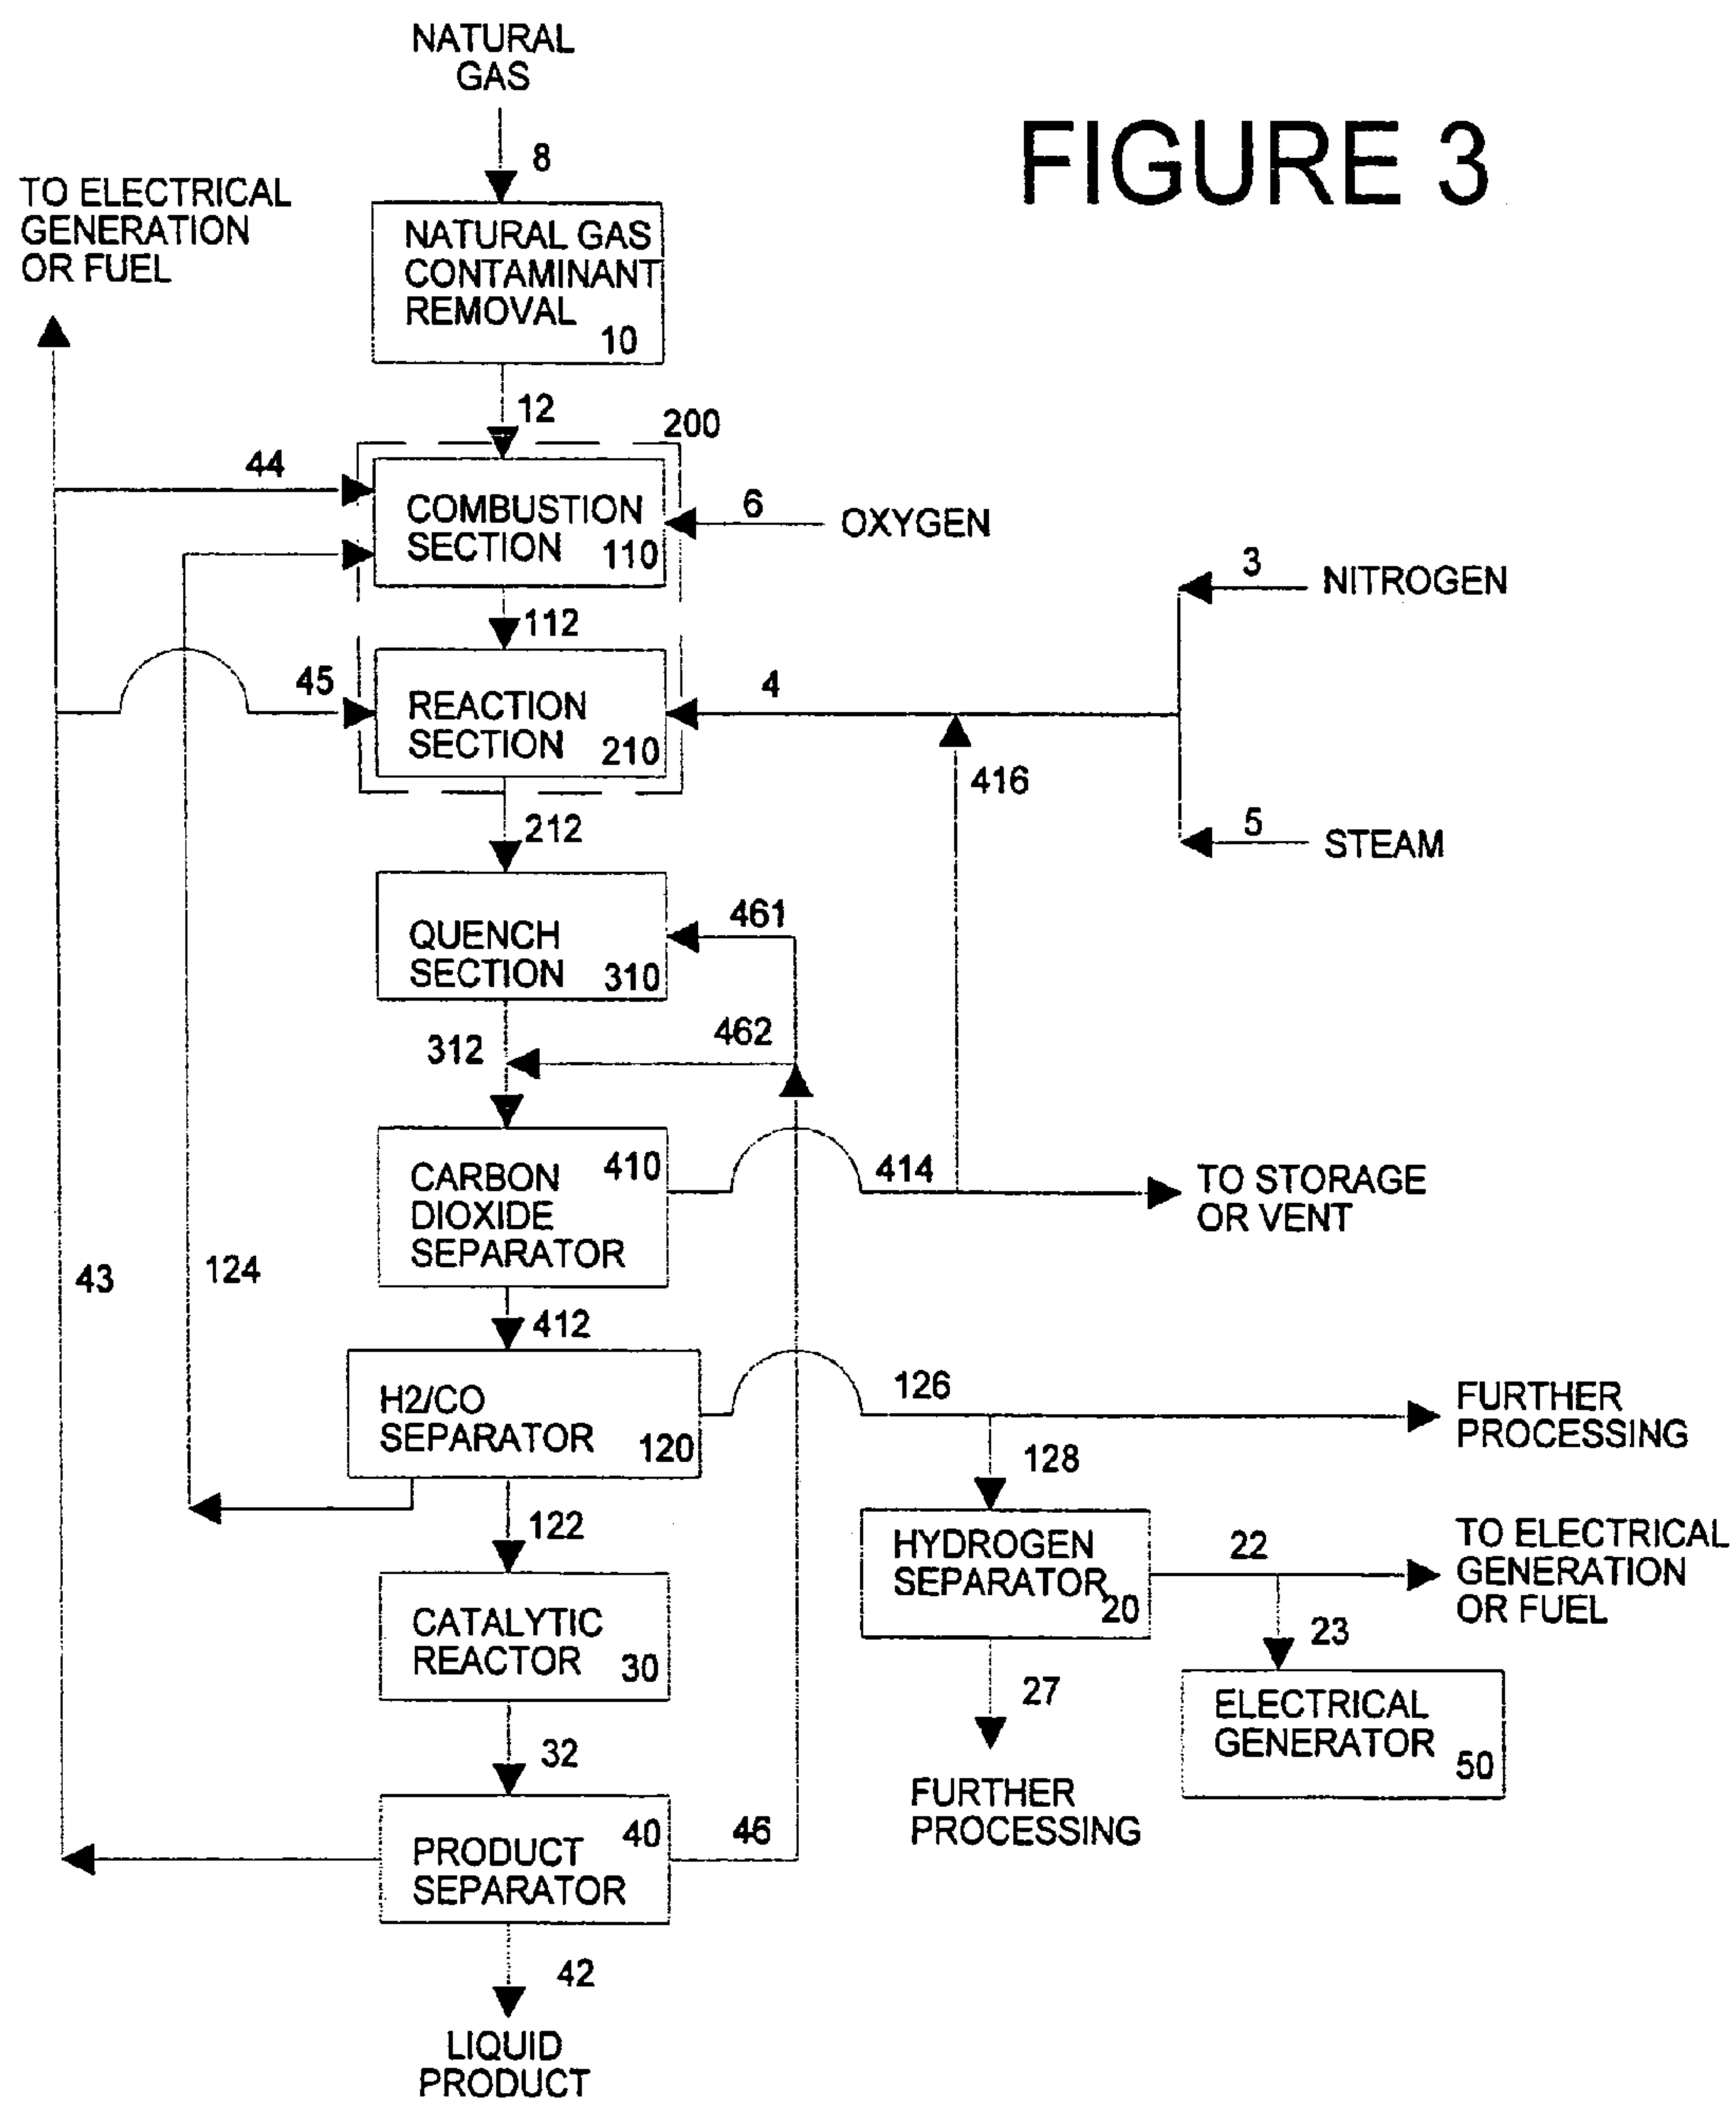 NATURAL
GAS
FIGURE 3
8
TO ELECTRICAL
GENERATION
OR FUEL
NATURAL GAS
CONTAMINANT
REMOVAL
10
12
200
44
COMBUSTION
SECTION
110
6
OXYGEN
3
NITROGEN
112
45
REACTION
SECTION
210
4
416
212
5
STEAM
QUENCH
SECTION
310
461
312
462
CARBON
DIOXIDE
SEPARATOR
410
414
TO STORAGE
OR VENT
43
124
412
H2/CO
SEPARATOR
120
126
FURTHER
PROCESSING
128
122
HYDROGEN
SEPARATOR
20
22
TO ELECTRICAL
GENERATION
OR FUEL
CATALYTIC
REACTOR
30
23
27
ELECTRICAL
GENERATOR
50
32
FURTHER
PROCESSING
PRODUCT
SEPARATOR
40
46
42
LIQUID
PRODUCT